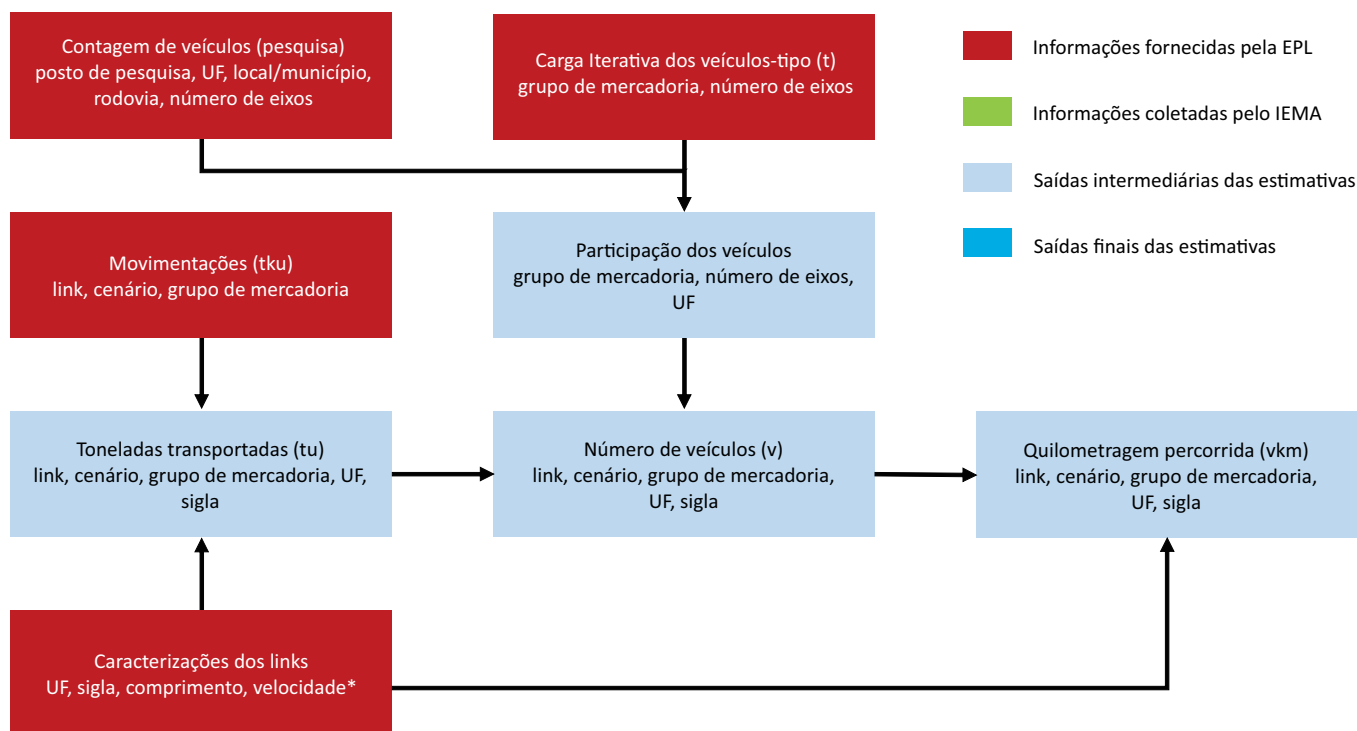 Contagem de veículos (pesquisa)
posto de pesquisa, UF, local/município,
rodovia, número de eixos
Carga Iterativa dos veículos-tipo (t)
grupo de mercadoria, número de eixos
Informações fornecidas pela EPL
Informações coletadas pelo IEMA
Saídas intermediárias das estimativas
Saídas finais das estimativas
Movimentações (tku)
link, cenário, grupo de mercadoria
Participação dos veículos
grupo de mercadoria, número de eixos,
UF
Toneladas transportadas (tu)
link, cenário, grupo de mercadoria, UF,
sigla
Número de veículos (v)
link, cenário, grupo de mercadoria,
UF, sigla
Quilometragem percorrida (vkm)
link, cenário, grupo de mercadoria,
UF, sigla
Caracterizações dos links
UF, sigla, comprimento, velocidade*